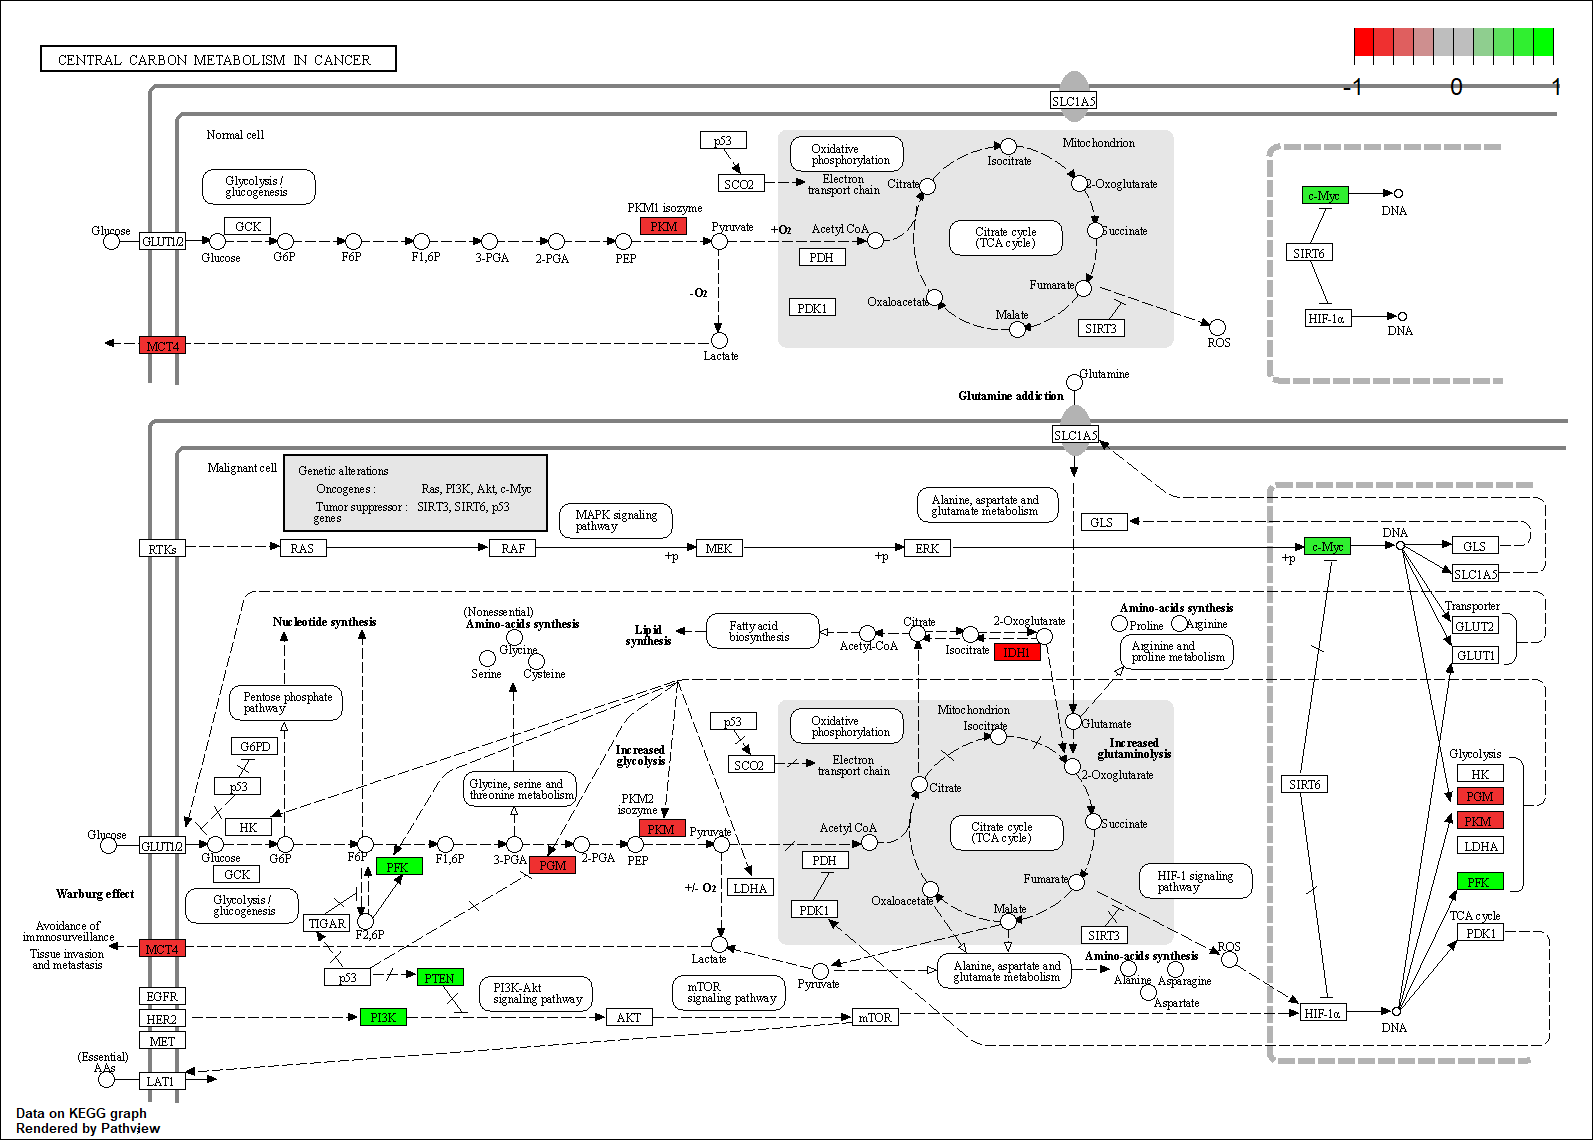 CENTRAL CARBON METABOLISM IN CANCER
-1 0 1
SLC1A5
Normal cell
Glycolysis /
glucogenesis
GCK
Glucose
GLUT1/2
Glucose
G6P
F6P
F1,6P
3-PGA
2-PGA
PEP
PKM1 isozyme
PKM
Pyruvate
p53
SCO2
Oxidative
phosphorylation
Electron
transport chain
+O2
-O2
Acetyl CoA
PDH
PDK1
Citrate
Isocitrate
Mitochondrion
2-Oxoglutarate
Succinate
Citrate cycle
(TCA cycle)
Fumarate
Malate
Oxaloacetate
SIRT3
ROS
MCT4
Lactate
c-Myc
DNA
SIRT6
HIF-1α
DNA
Glutamine
Glutamine addiction
SLC1A5
Malignant cell
Genetic alterations
Oncogenes : Ras, PI3K, Akt, c-Myc
Tumor suppressor : SIRT3, SIRT6, p53
genes
MAPK signaling
pathway
Alanine, aspartate and
glutamate metabolism
GLS
RTKs
RAS
RAF
+p
MEK
+p
ERK
+p
c-Myc
DNA
GLS
SLC1A5
Transporter
GLUT2
GLUT1
Nucleotide synthesis
(Nonessential)
Amino-acids synthesis
Glycine
Serine
Cysteine
Lipid
synthesis
Fatty acid
biosynthesis
Acetyl-CoA
Citrate
Isocitrate
2-Oxoglutarate
IDH1
Amino-acids synthesis
Proline
Arginine
Arginine and
proline metabolism
Pentose phosphate
pathway
G6PD
p53
HK
Glycine, serine and
threonine metabolism
Increased
glycolysis
PKM2
isozyme
PKM
p53
SCO2
Oxidative
phosphorylation
Electron
transport chain
Mitochondrion
Isocitrate
Glutamate
Increased
glutaminolysis
2-Oxoglutarate
Citrate
Succinate
Citrate cycle
(TCA cycle)
Acetyl CoA
PDH
PDK1
Oxaloacetate
Malate
Fumarate
SIRT3
HIF-1 signaling
pathway
SIRT6
Glycolysis
HK
PGM
PKM
LDHA
PFK
TCA cycle
PDK1
Glucose
GLUT1/2
Glucose
GCK
G6P
F6P
PFK
F1,6P
3-PGA
PGM
2-PGA
PEP
Pyruvate
LDHA
+/- O2
Warburg effect
Glycolysis /
glucogenesis
TIGAR
F2,6P
Avoidance of
immnosurveillance
Tissue invasion
and metastasis
MCT4
Lactate
Pyruvate
Alanine, aspartate and
glutamate metabolism
Amino-acids synthesis
Alanine
Asparagine
Aspartate
ROS
p53
PTEN
PI3K-Akt
signaling pathway
mTOR
signaling pathway
EGFR
HER2
MET
PI3K
AKT
mTOR
HIF-1α
DNA
(Essential)
AAs
LAT1
Data on KEGG graph
Rendered by Pathview